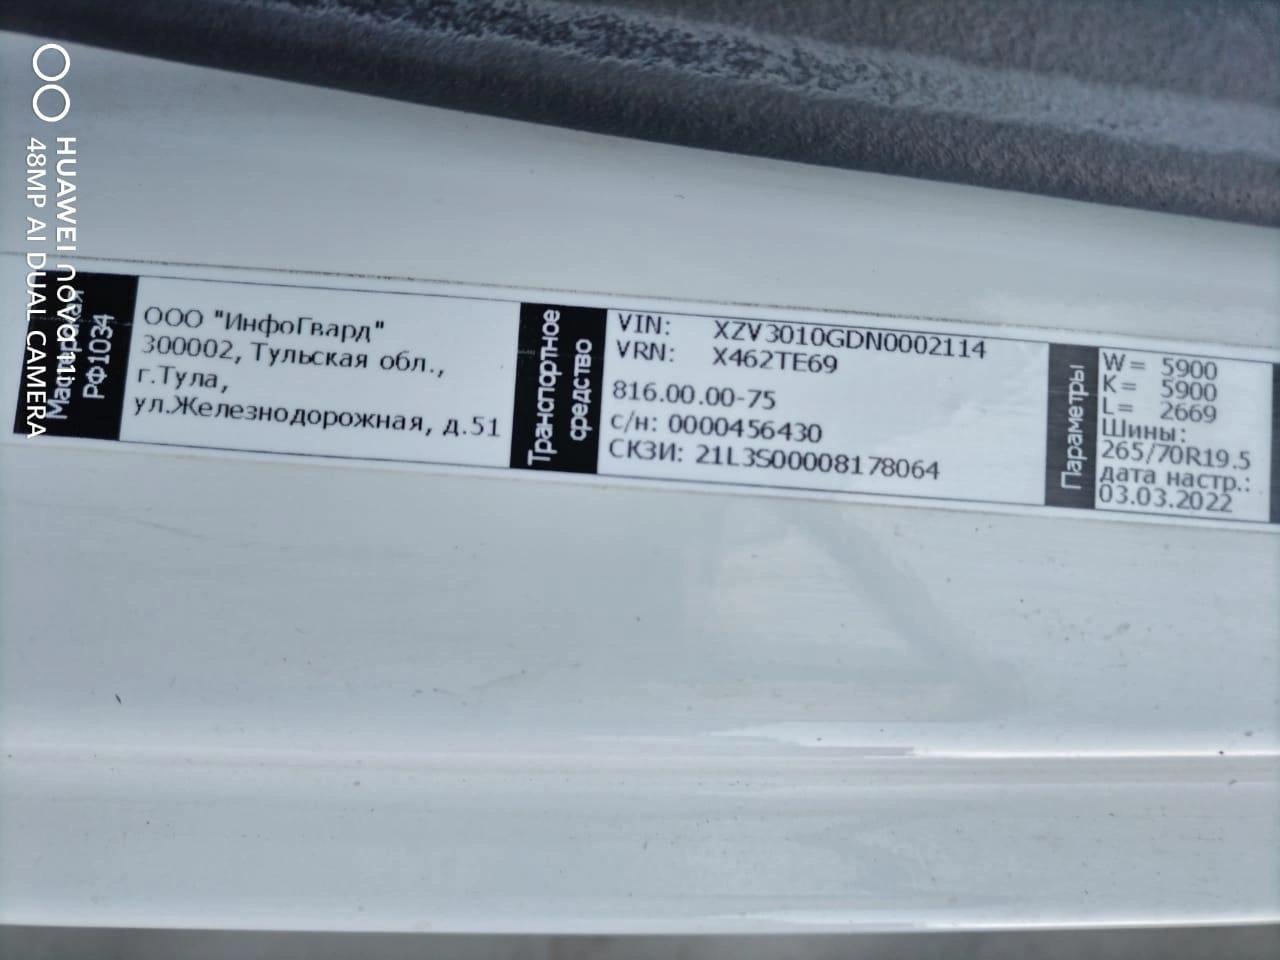 Мастерская
РФ1034
ООО "ИнфоГвард"
300002, Тульская обл.,
г.Тула,
ул.Железнодорожная, д.51
Транспортное
средство
VIN: XZV3010GDN0002114
VRN: X462TE69
816.00.00-75
с/н: 0000456430
СКЗИ: 21L3S00008178064
Параметры
W= 5900
K= 5900
L= 2669
Шины:
265/70R19.5
дата настр.:
03.03.2022
HUAWEI nova 11i
48MP AI DUAL CAMERA